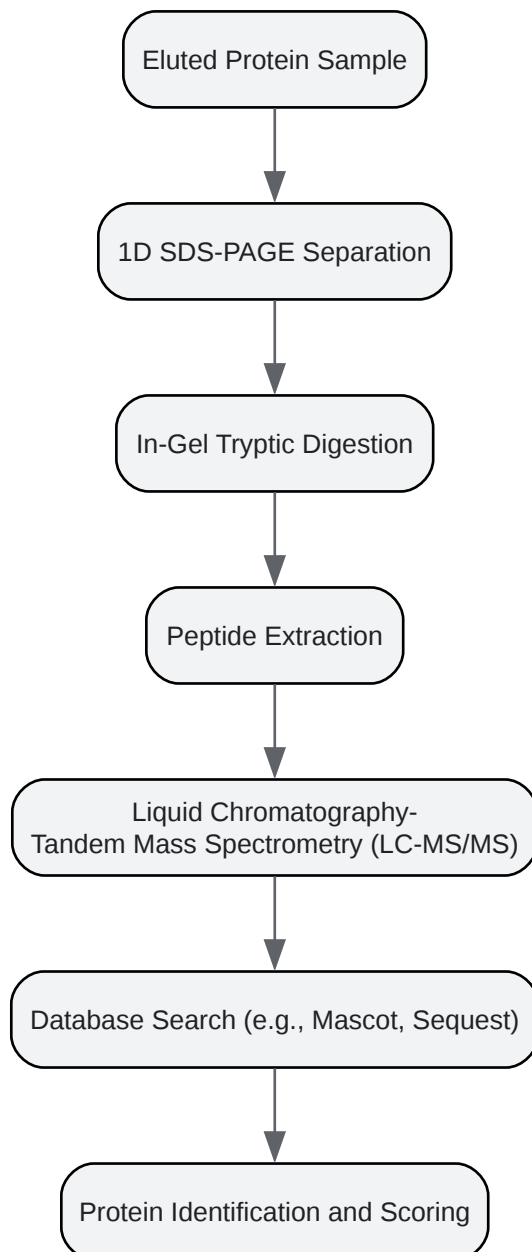 Eluted Protein Sample
1D SDS-PAGE Separation
In-Gel Tryptic Digestion
Peptide Extraction
Liquid Chromatography-
Tandem Mass Spectrometry (LC-MS/MS)
Database Search (e.g., Mascot, Sequest)
Protein Identification and Scoring